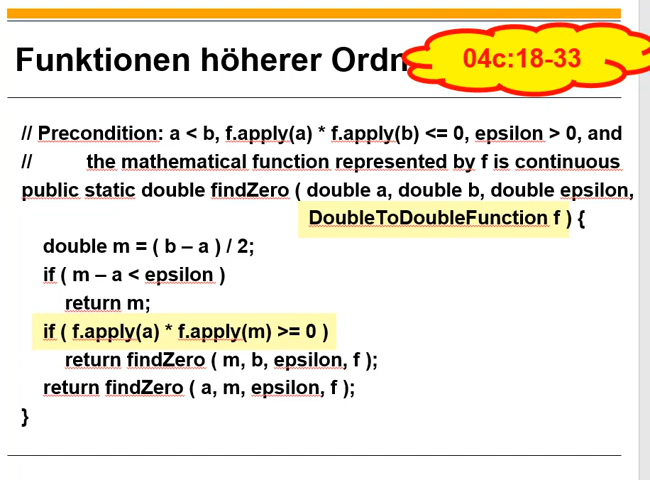 Funktionen höherer Ordn
04c:18-33
// Precondition: a < b, f.apply(a) * f.apply(b) <= 0, epsilon > 0, and
// the mathematical function represented by f is continuous
public static double findZero ( double a, double b, double epsilon,
DoubleToDoubleFunction f ) {
double m = ( b – a ) / 2;
if ( m – a < epsilon )
return m;
if ( f.apply(a) * f.apply(m) >= 0 )
return findZero ( m, b, epsilon, f );
return findZero ( a, m, epsilon, f );
}